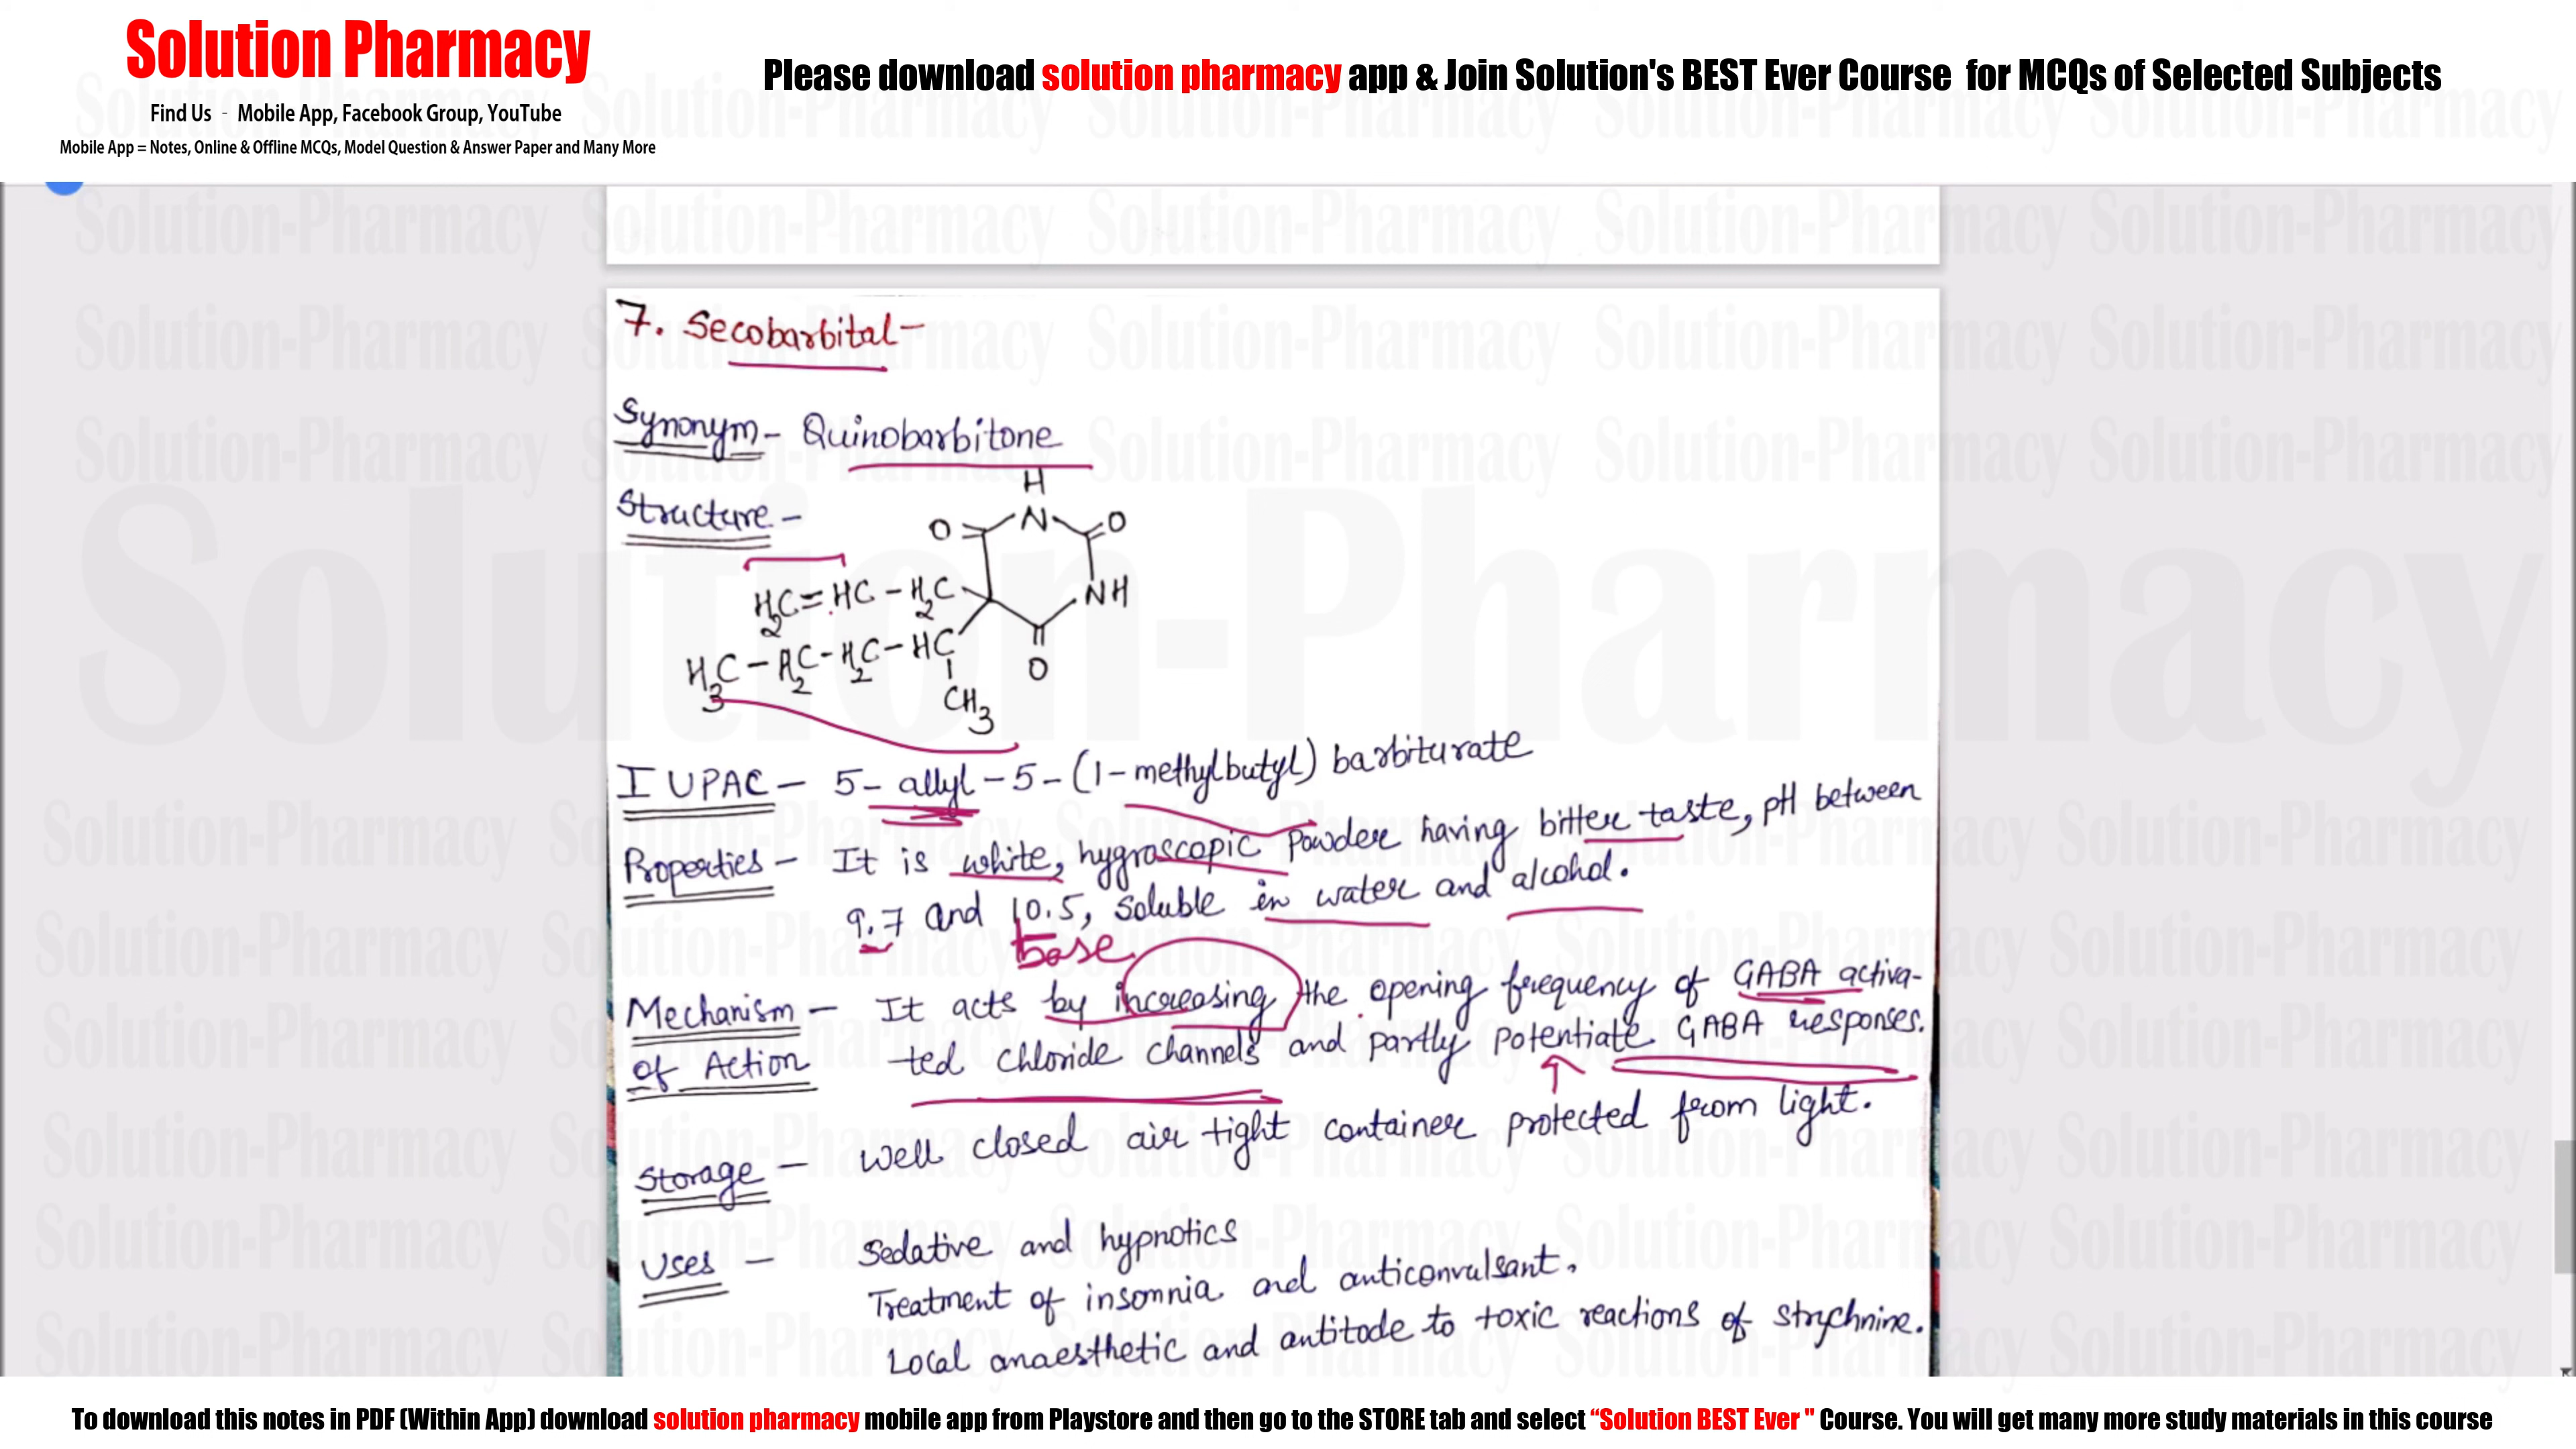 Solution Pharmacy
Find Us - Mobile App, Facebook Group, YouTube
Mobile App = Notes, Online & Offline MCQs, Model Question & Answer Paper and Many More
Please download solution pharmacy app & Join Solution's BEST Ever Course for MCQs of Selected Subjects
7. Secobarbital-
Synonym- Quinobarbitone
Structure-
H
O N O
H2C=HC-H2C NH
H3C-H2C-H2C-HC O
CH3
IUPAC- 5-allyl-5-(1-methylbutyl) barbiturate
Properties- It is white, hygroscopic powder having bitter taste, pH between
9.7 and 10.5, soluble in water and alcohol.
base
Mechanism- It acts by increasing the opening frequency of GABA activa-
of Action ted chloride channels and partly potentiate GABA responses.
Storage- well closed air tight container protected from light.
Uses- Sedative and hypnotics
Treatment of insomnia and anticonvulsant.
Local anaesthetic and antitode to toxic reactions of strychnine.
To download this notes in PDF (Within App) download solution pharmacy mobile app from Playstore and then go to the STORE tab and select “Solution BEST Ever " Course. You will get many more study materials in this course
Solution-Pharmacy